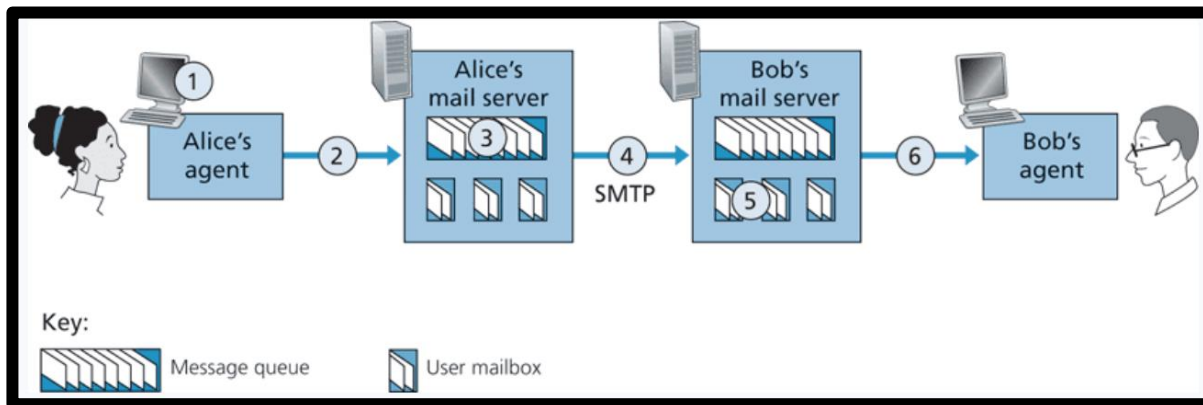 1
Alice's
agent
2
Alice's
mail server
3
4
SMTP
Bob's
mail server
5
6
Bob's
agent
Key:
Message queue
User mailbox